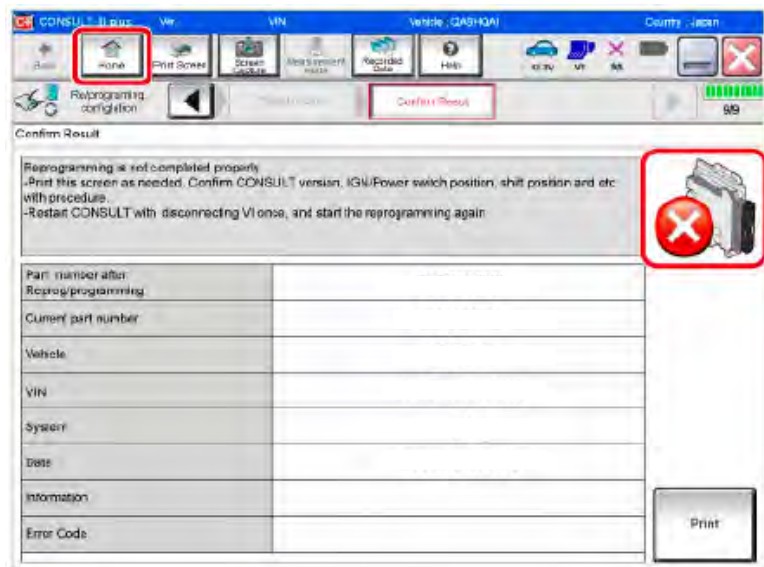 CONSULT-III plus Ver. VIN Vehicle : QASHQAI Country : Japan
Back Home Print Screen Screen Capture Measurement Mode Recorded Data Help VI
Re/programming, configuration Confirm Result 9/9
Confirm Result
Reprogramming is not completed properly
-Print this screen as needed. Confirm CONSULT version, IGN/Power switch position, shift position and etc
with procedure.
-Restart CONSULT with disconnecting VI once, and start the reprogramming again
Part number after
Reprog/programming
Current part number
Vehicle
VIN
System
Date
Information
Error Code
Print